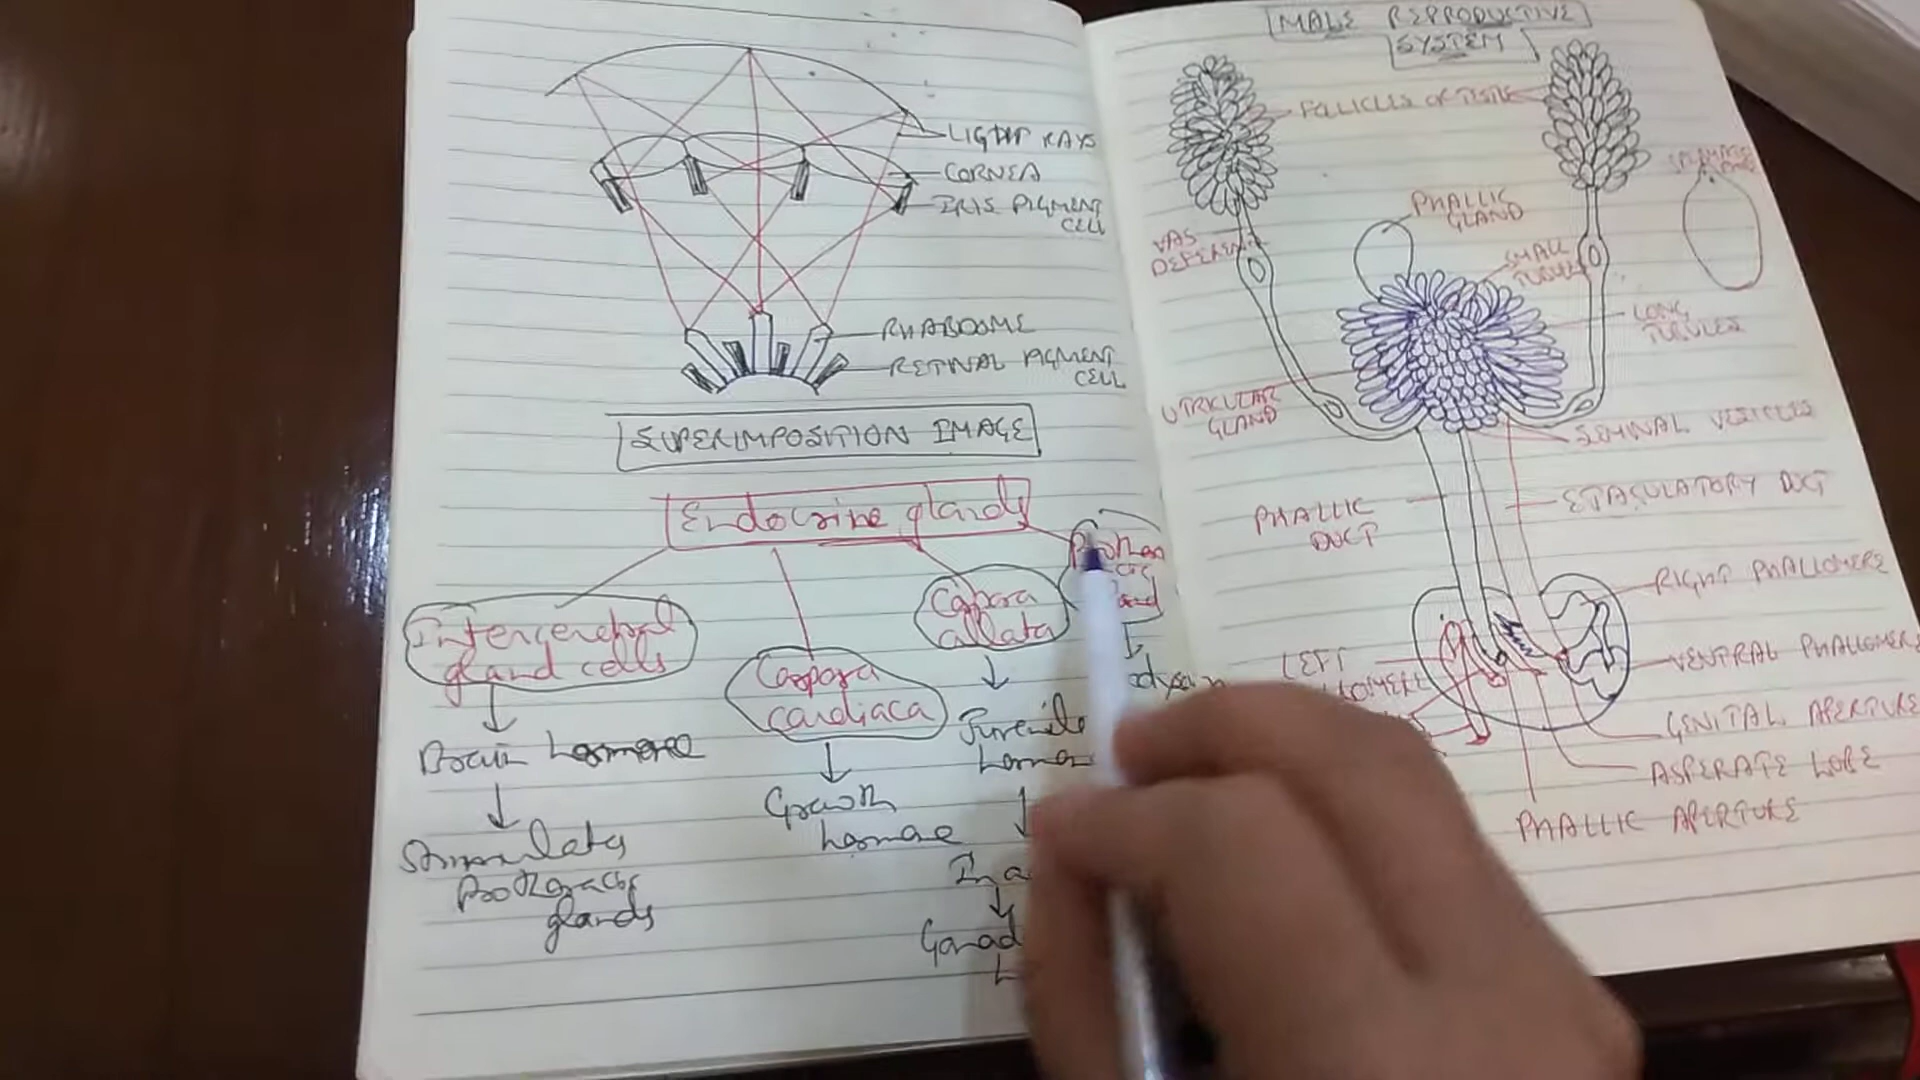 LIGHT RAYS
CORNEA
IRIS PIGMENT
CELL
RHABDOME
RETINAL PIGMENT
CELL
SUPERIMPOSITION IMAGE
Endocrine glands
Intercerebral
gland cells
Brain hormone
Stimulates
Prothoracic
glands
Corpora
cardiaca
Growth
hormone
Corpora
allata
Juvenile
In a
Gonad
MALE REPRODUCTIVE
SYSTEM
FOLLICLES OF TESTIS
PHALLIC
GLAND
VAS
DEFEREN
SMALL
TUBULES
LONG
TUBULES
UTRICULAR
GLAND
SEMINAL VESICLES
EJACULATORY DUCT
PHALLIC
DUCT
RIGHT PHALLOMERE
VENTRAL PHALLOMERE
LEFT
GENITAL APERTURE
ASPERATE LOBE
PHALLIC APERTURE